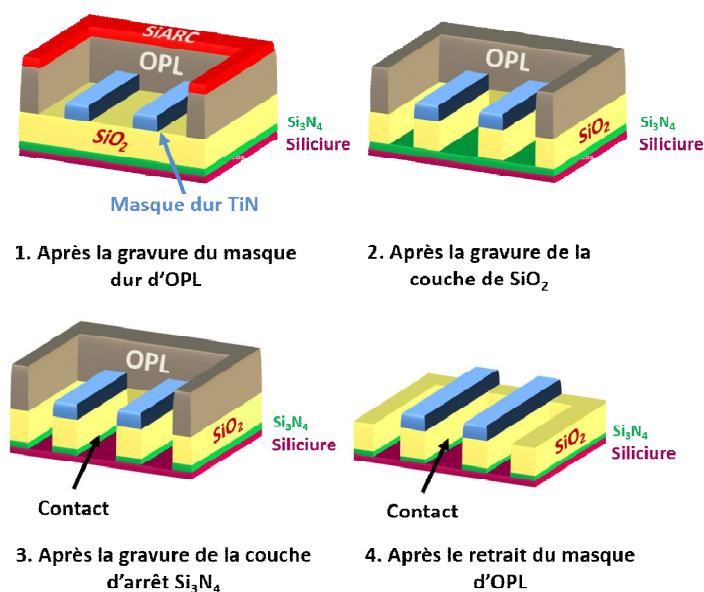 SiARC
OPL
SiO₂
Si₃N₄
Siliciure
Masque dur TiN
1. Après la gravure du masque
dur d'OPL
OPL
SiO₂
Si₃N₄
Siliciure
2. Après la gravure de la
couche de SiO₂
OPL
SiO₂
Si₃N₄
Siliciure
Contact
3. Après la gravure de la couche
d'arrêt Si₃N₄
SiO₂
Si₃N₄
Siliciure
Contact
4. Après le retrait du masque
d'OPL